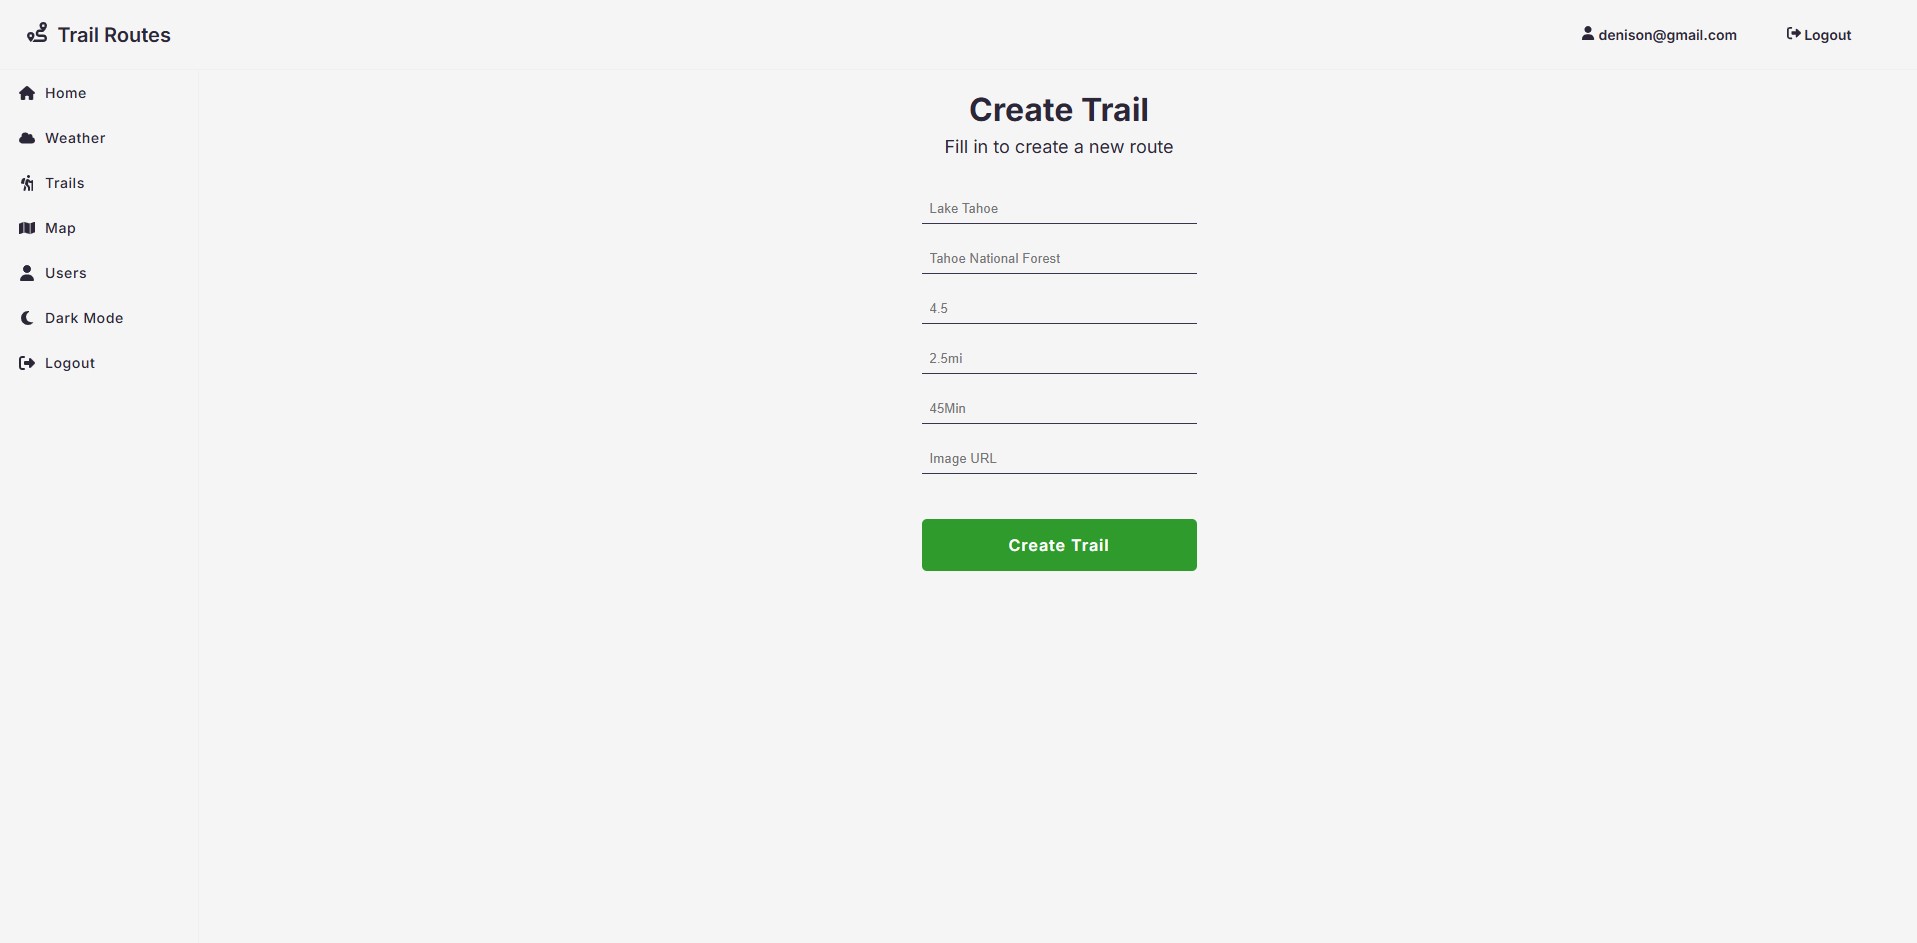 Trail Routes
denison@gmail.com
Logout
Home
Weather
Trails
Map
Users
Dark Mode
Logout
Create Trail
Fill in to create a new route
Lake Tahoe
Tahoe National Forest
4.5
2.5mi
45Min
Image URL
Create Trail